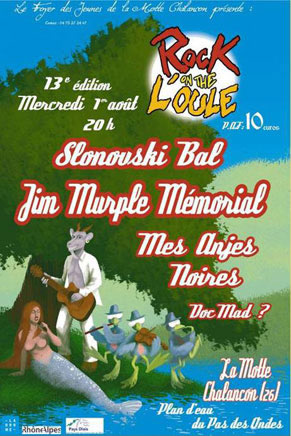 Le Foyer des Jeunes de la Motte Chalancon présente :
Rock
ON THE
L'OULE
13e édition
Mercredi 1er août
20 h
P.A.F: 10 euros
Slonovski Bal
Jim Murple Mémorial
Mes Anjes
Noires
Doc Mad ?
La Motte
Chalancon (26)
Plan d'eau
du Pas des Ondes
RhôneAlpes